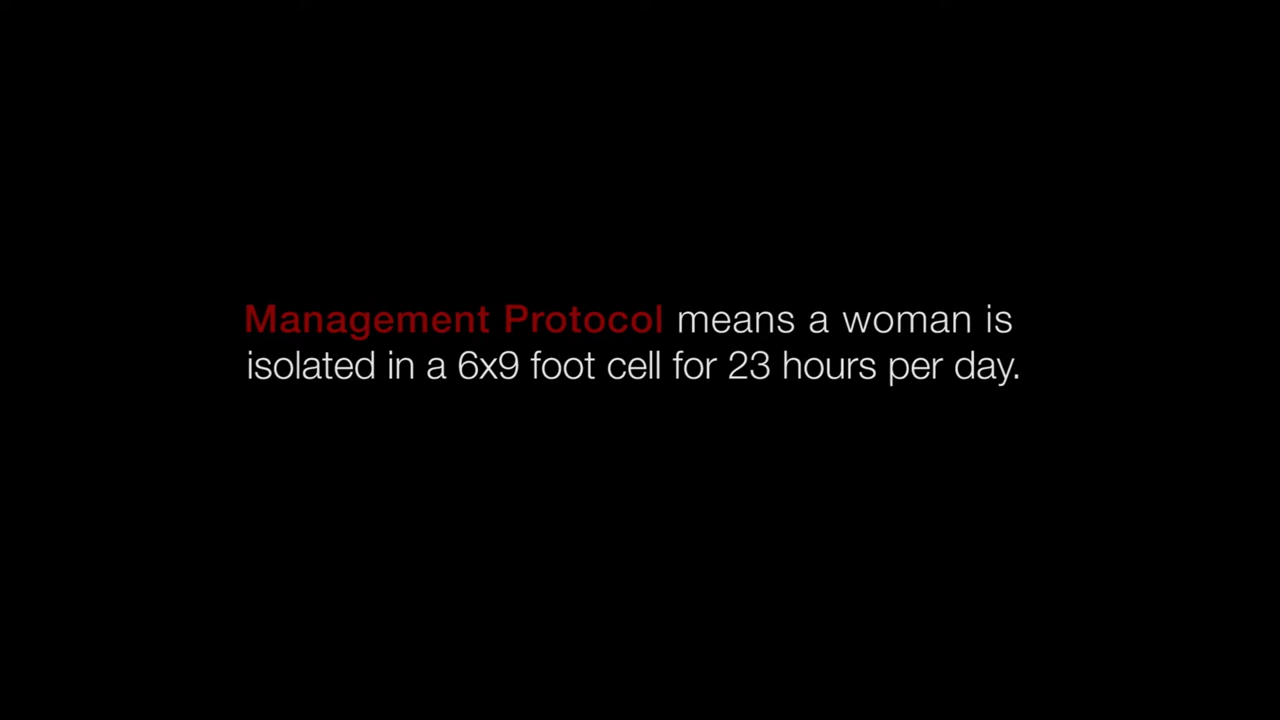 Management Protocol means a woman is
isolated in a 6x9 foot cell for 23 hours per day.